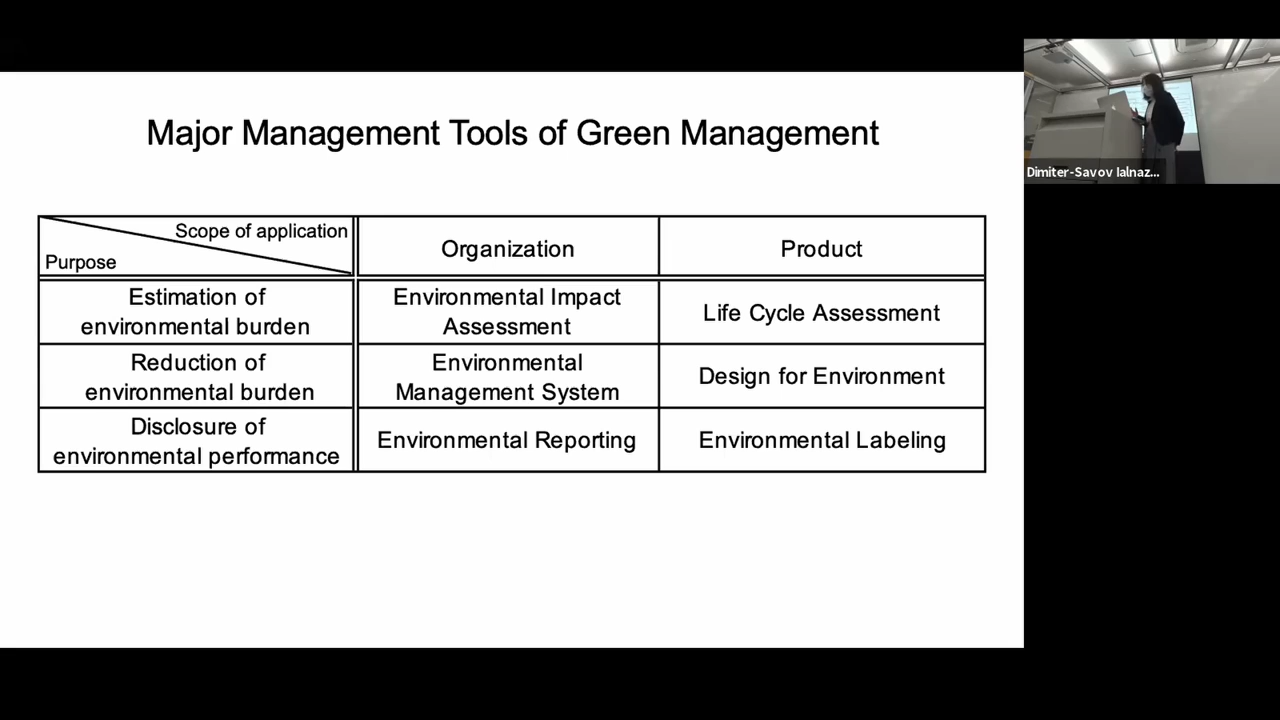 Major Management Tools of Green Management
Scope of application
Purpose
Organization
Product
Estimation of
environmental burden
Environmental Impact
Assessment
Life Cycle Assessment
Reduction of
environmental burden
Environmental
Management System
Design for Environment
Disclosure of
environmental performance
Environmental Reporting
Environmental Labeling
Dimiter-Savov Ialnaz...